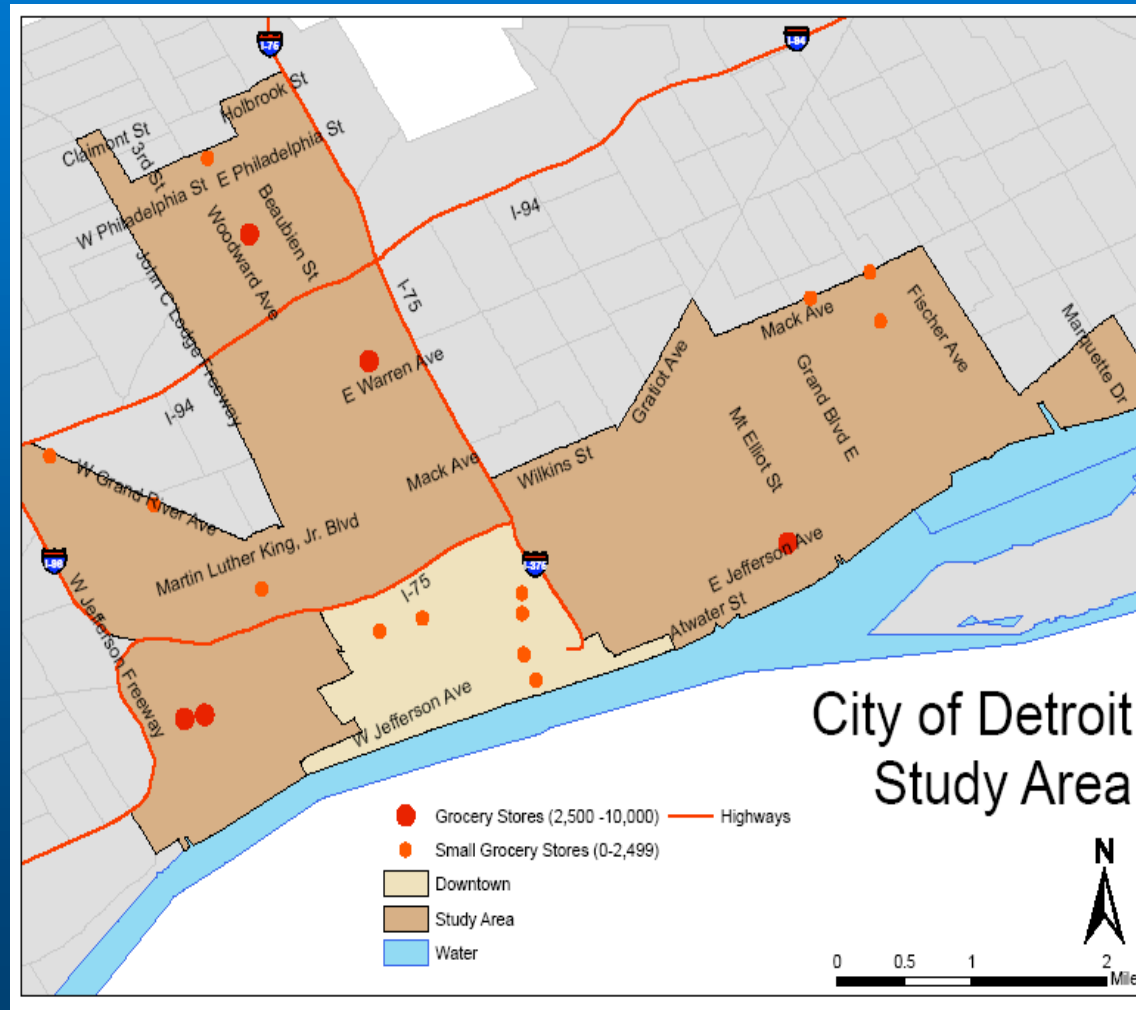 I-75
I-94
Holbrook St
Claimont St
3rd St
E Philadelphia St
W Philadelphia St
Beaubien St
Woodward Ave
I-94
John C Lodge Freeway
I-75
Mack Ave
Fischer Ave
Marquette Dr
E Warren Ave
Gratiot Ave
Grand Blvd E
I-94
Mt Elliot St
Mack Ave
Wilkins St
W Grand River Ave
Martin Luther King, Jr. Blvd
I-375
E Jefferson Ave
I-75
Atwater St
W Jefferson Freeway
W Jefferson Ave
City of Detroit
Study Area
Grocery Stores (2,500 -10,000)
Highways
Small Grocery Stores (0-2,499)
Downtown
Study Area
Water
N
0 0.5 1 2